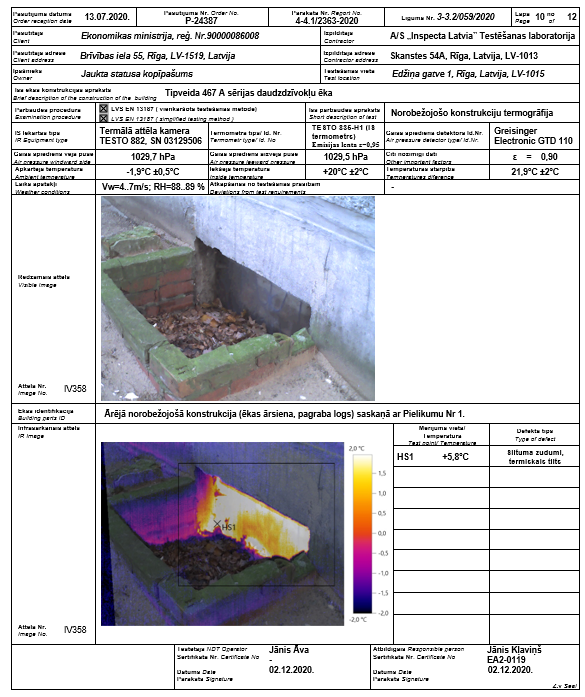 Pasūtījuma datums
Order reception date
13.07.2020.
Pasūtījuma Nr. Order No.
P-24387
Pārskata Nr. Report No.
4-4.1/2363-2020
Līguma Nr. 3-3.2/059/2020
Lapa 10 no 12
Page of
Pasūtītājs
Client
Ekonomikas ministrija, reģ. Nr.90000086008
Izpildītājs
Contractor
A/S „Inspecta Latvia” Testēšanas laboratorija
Pasūtītāja adrese
Client address
Brīvības iela 55, Rīga, LV-1519, Latvija
Izpildītāja adrese
Contractor address
Skanstes 54A, Rīga, Latvija, LV-1013
Īpašnieks
Owner
Jaukta statusa kopīpašums
Testēšanas vieta
Test location
Edžiņa gatve 1, Rīga, Latvija, LV-1015
Īss ēkas konstrukcijas apraksts
Brief description of the construction of the building
Tipveida 467 A sērijas daudzdzīvokļu ēka
Pārbaudes procedūra
Examination procedure
LVS EN 13187 ( vienkāršota testēšanas metode)
LVS EN 13187 ( simplified testing method )
Īss pārbaudes apraksts
Short description of test
Norobežojošo konstrukciju termogrāfija
IS iekārtas tips
IR Equipment type
Termālā attēla kamera
TESTO 882, SN 03129506
Termometra tips/ Id. Nr.
Termometr type/ Id. No
TESTO 835-H1 (IS
termometrs)
Emisijas lenta ε=0,95
Gaisa spiediena detektora Id.Nr.
Air pressure detector type/ Id.No.
Greisinger
Electronic GTD 110
Gaisa spiediens vēja pusē
Air pressure windward side
1029,7 hPa
Gaisa spiediens aizvēja pusē
Air pressure leeward pressure
1029,5 hPa
Citi nozīmīgi dati
Other important factors
ε = 0,90
Apkārtējā temperatūra
Ambient temperature
-1,9°C ±0,5°C
Iekšējā temperatūra
Inside temperature
+20°C ±2°C
Temperatūras starpība
Temperatures diference
21,9°C ±2°C
Laika apstākļi
Weather conditions
Vw=4..7m/s; RH=88..89 %
Atkāpšanās no testēšanas prasībām
Deviations from test requirements
-
Redzamais attēls
Visible Image
Attēla Nr.
Image No.
IV358
Ēkas identifikācija
Building parts ID
Ārējā norobežojošā konstrukcija (ēkas ārsiena, pagraba logs) saskaņā ar Pielikumu Nr 1.
Infrasarkanais attēls
IR Image
Mērījuma vieta/
Temperatūra
Test point/ Temperature
Defekta tips
Type of defect
HS1 +5,8°C
Siltuma zudumi,
termiskais tilts
2,0 °C
1,5
1,0
0,5
0,0
-0,5
-1,0
-1,5
-2,0
-2,0 °C
HS1
Attēla Nr.
Image No.
IV358
Testētājs NDT Operator
Sertifikāta Nr. Certificate No
Jānis Āva
-
Datums Date
Paraksts Signature
02.12.2020.
Atbildīgais Responsible person
Sertifikāta Nr. Certificate No
Jānis Kļaviņš
EA2-0119
Datums Date
Paraksts Signature
02.12.2020.
Z.v. Seal